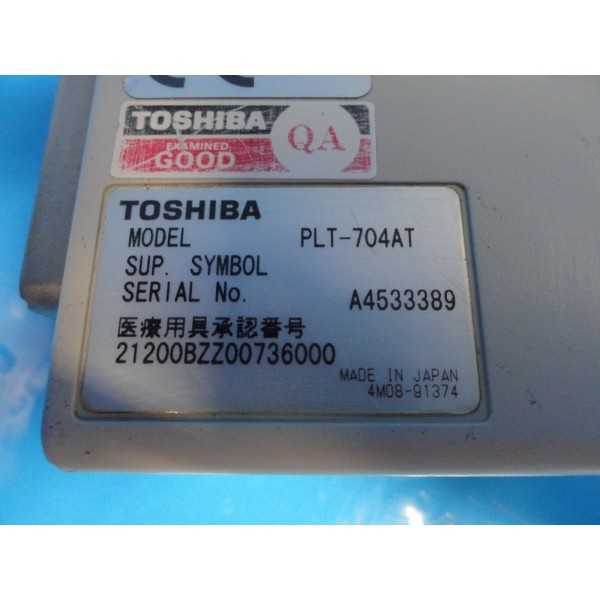 CE
TOSHIBA
EXAMINED
GOOD
QA
TOSHIBA
MODEL PLT-704AT
SUP. SYMBOL
SERIAL No. A4533389
医療用具承認番号
21200BZZ00736000
MADE IN JAPAN
4M08-91374